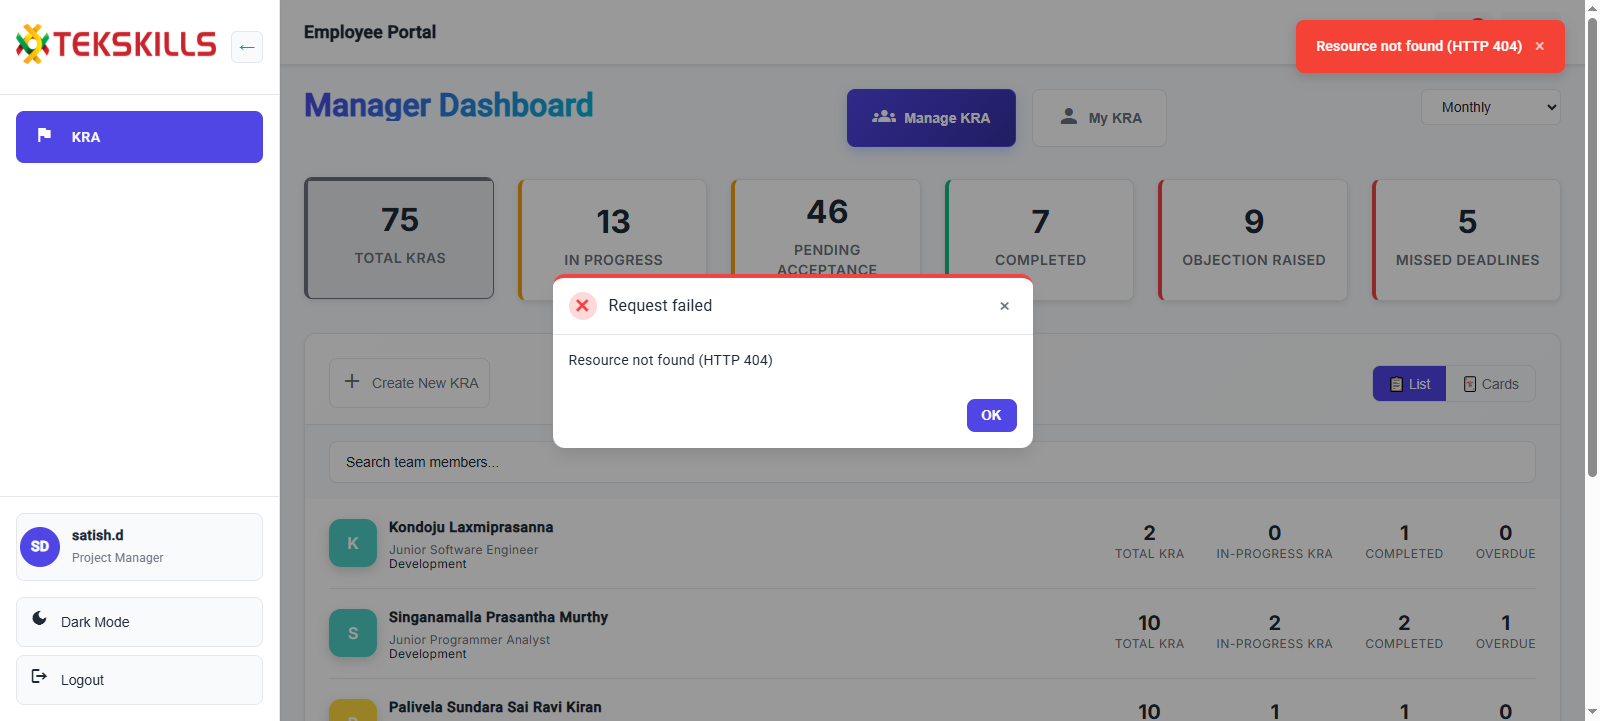 TEKSKILLS
←
KRA
satish.d
SD
Project Manager
Dark Mode
Logout
Employee Portal
Resource not found (HTTP 404) ×
Manager Dashboard
Manage KRA
My KRA
Monthly
75
TOTAL KRAS
13
IN PROGRESS
46
PENDING
ACCEPTANCE
7
COMPLETED
9
OBJECTION RAISED
5
MISSED DEADLINES
Request failed ×
Resource not found (HTTP 404)
OK
+ Create New KRA
List
Cards
Search team members...
K
Kondoju Laxmiprasanna
Junior Software Engineer
Development
2 0 1 0
TOTAL KRA IN-PROGRESS KRA COMPLETED OVERDUE
S
Singanamalla Prasantha Murthy
Junior Programmer Analyst
Development
10 2 2 1
TOTAL KRA IN-PROGRESS KRA COMPLETED OVERDUE
Palivela Sundara Sai Ravi Kiran
10 1 1 0